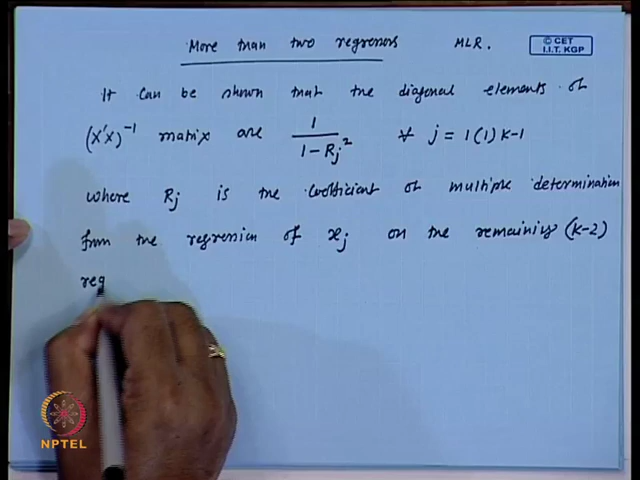 More than two regressors MLR.
© CET
I.I.T. KGP
It can be shown that the diagonal elements of
(X'X)⁻¹ matrix are 1/(1 - Rj²) ∀ j = 1(1) k-1
where Rj is the coefficient of multiple determination
from the regression of xj on the remaining (k-2)
reg
NPTEL